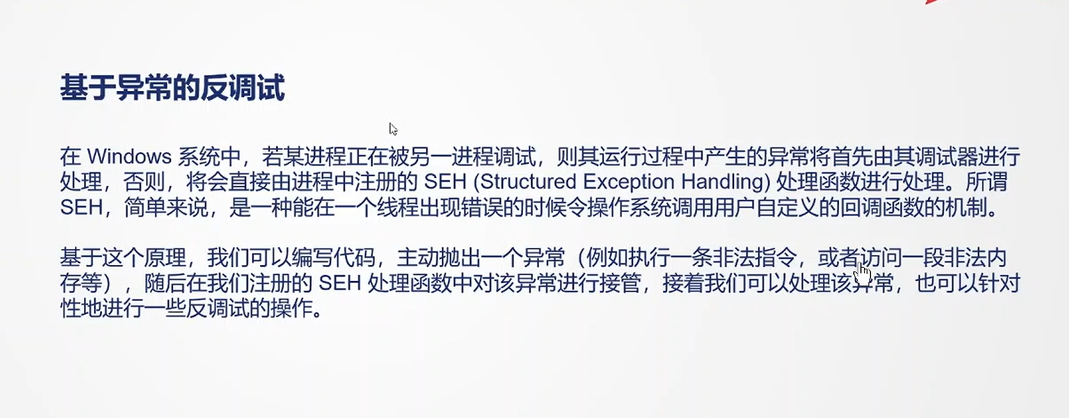 基于异常的反调试
在 Windows 系统中，若某进程正在被另一进程调试，则其运行过程中产生的异常将首先由其调试器进行
处理，否则，将会直接由进程中注册的 SEH (Structured Exception Handling) 处理函数进行处理。所谓
SEH，简单来说，是一种能在一个线程出现错误的时候令操作系统调用用户自定义的回调函数的机制。
基于这个原理，我们可以编写代码，主动抛出一个异常（例如执行一条非法指令，或者访问一段非法内
存等），随后在我们注册的 SEH 处理函数中对该异常进行接管，接着我们可以处理该异常，也可以针对
性地进行一些反调试的操作。